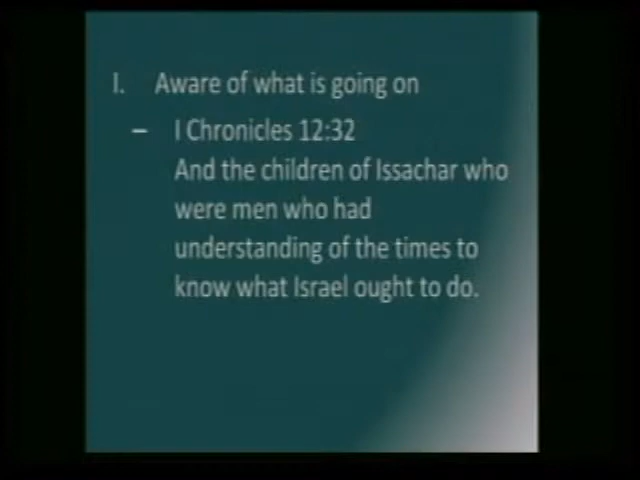 I. Aware of what is going on
– I Chronicles 12:32
And the children of Issachar who
were men who had
understanding of the times to
know what Israel ought to do.